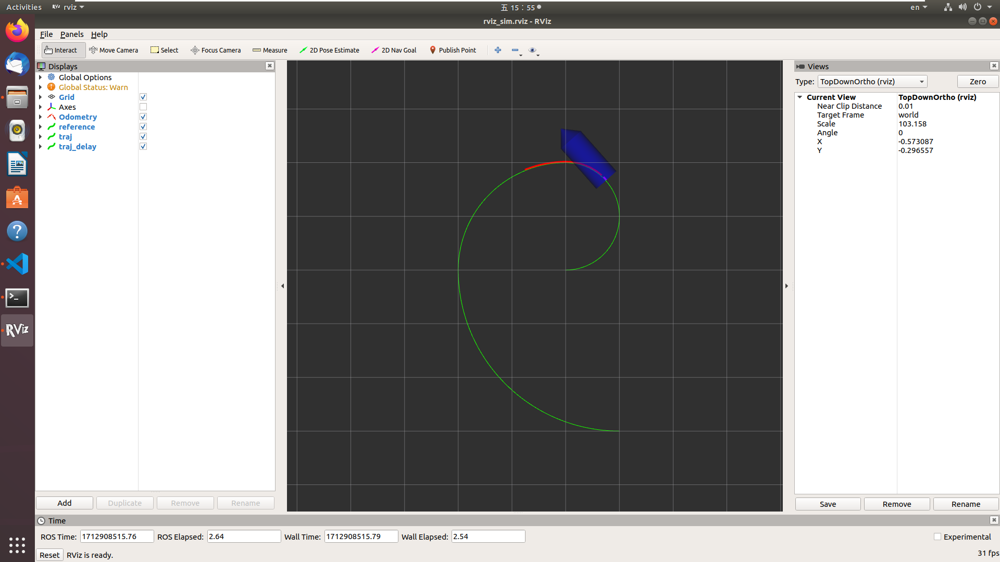 Activities RViz rviz 五 15：55 en
rviz_sim.rviz - RViz
File Panels Help
Interact Move Camera Select Focus Camera Measure 2D Pose Estimate 2D Nav Goal Publish Point
Displays
Global Options
Global Status: Warn
Grid
Axes
Odometry
reference
traj
traj_delay
Add Duplicate Remove Rename
Views
Type: TopDownOrtho (rviz) Zero
Current View TopDownOrtho (rviz)
Near Clip Distance 0.01
Target Frame world
Scale 103.158
Angle 0
X -0.573087
Y -0.296557
Save Remove Rename
RViz
Time
ROS Time: 1712908515.76 ROS Elapsed: 2.64 Wall Time: 1712908515.79 Wall Elapsed: 2.54 Experimental
Reset RViz is ready. 31 fps